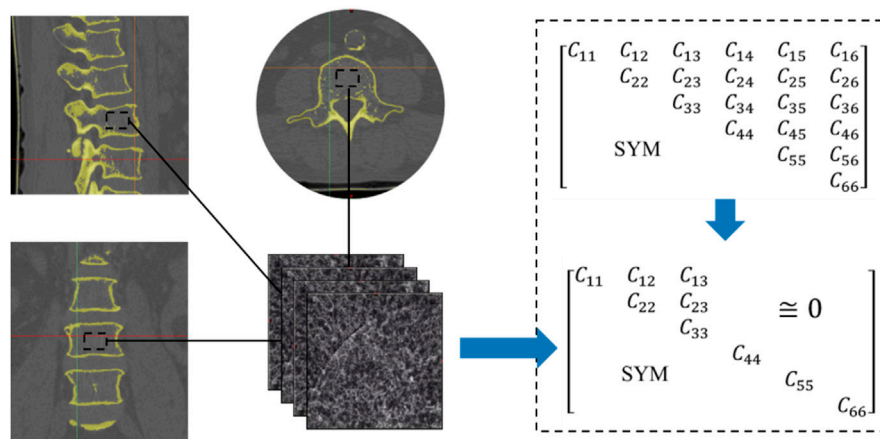 C₁₁ C₁₂ C₁₃ C₁₄ C₁₅ C₁₆
C₂₂ C₂₃ C₂₄ C₂₅ C₂₆
C₃₃ C₃₄ C₃₅ C₃₆
C₄₄ C₄₅ C₄₆
SYM C₅₅ C₅₆
C₆₆
C₁₁ C₁₂ C₁₃
C₂₂ C₂₃ ≅ 0
C₃₃
C₄₄
SYM C₅₅
C₆₆